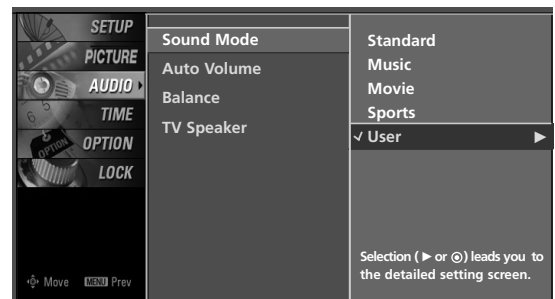 SETUP
PICTURE
AUDIO
TIME
OPTION
LOCK
Move MENU Prev
Sound Mode
Auto Volume
Balance
TV Speaker
Standard
Music
Movie
Sports
✓ User ▶
Selection ( ▶ or ◉) leads you to
the detailed setting screen.